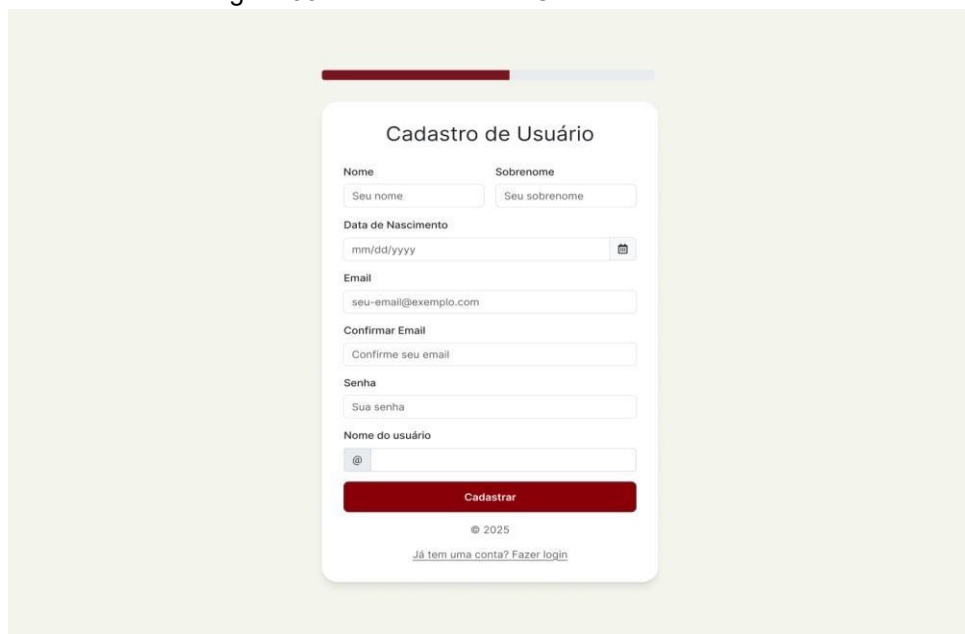 Cadastro de Usuário
Nome Sobrenome
Seu nome Seu sobrenome
Data de Nascimento
mm/dd/yyyy
Email
seu-email@exemplo.com
Confirmar Email
Confirme seu email
Senha
Sua senha
Nome do usuário
@
Cadastrar
© 2025
Já tem uma conta? Fazer login